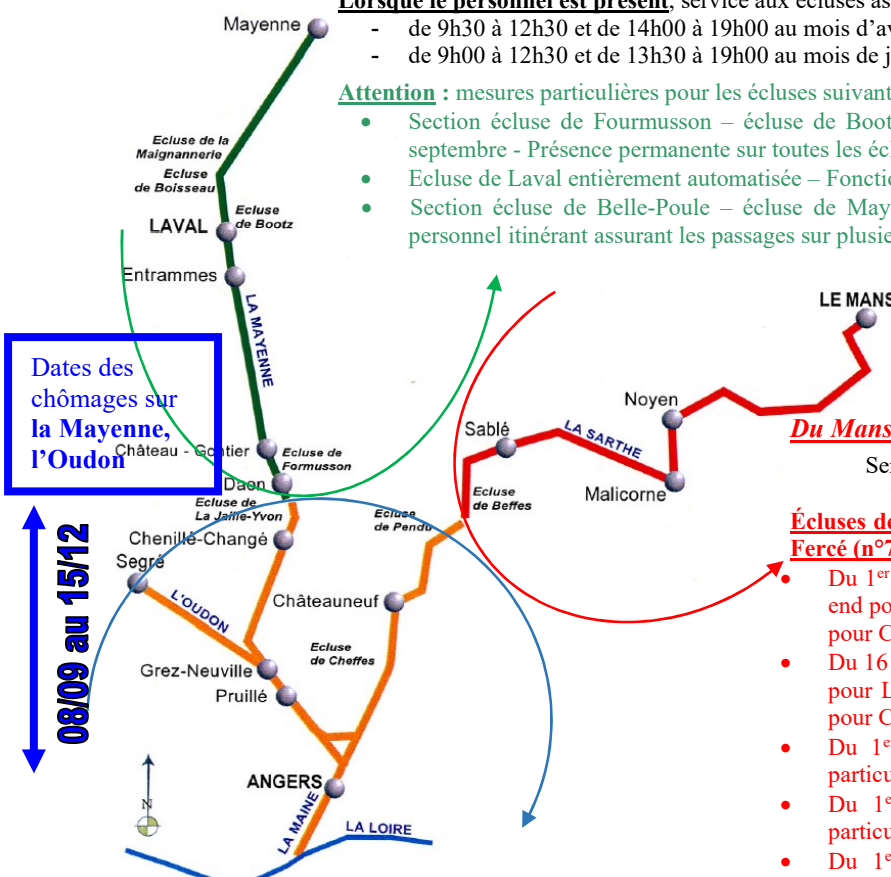 Lorsque le personnel est présent, service aux écluses as
- de 9h30 à 12h30 et de 14h00 à 19h00 au mois d’av
- de 9h00 à 12h30 et de 13h30 à 19h00 au mois de j
Attention : mesures particulières pour les écluses suivant
• Section écluse de Fourmusson – écluse de Boot
septembre - Présence permanente sur toutes les écl
• Ecluse de Laval entièrement automatisée – Fonctio
• Section écluse de Belle-Poule – écluse de May
personnel itinérant assurant les passages sur plusie
Mayenne
Ecluse de la
Maignannerie
Ecluse
de Boisseau
LAVAL
Ecluse
de Bootz
Entrammes
LA MAYENNE
Dates des
chômages sur
la Mayenne,
l’Oudon
Château - Gontier
Ecluse de
Formusson
Daon
Ecluse de
La Jaille-Yvon
Chenillé-Changé
Segré
L'OUDON
08/09 au 15/12
Grez-Neuville
Pruillé
Châteauneuf
Ecluse
de Cheffes
Ecluse
de Pendu
Ecluse
de Beffes
Sablé
LA SARTHE
Noyen
Malicorne
LE MANS
ANGERS
LA MAINE
LA LOIRE
N
Du Mans
Ser
Écluses de
Fercé (n°7
• Du 1er
end po
pour C
• Du 16
pour L
pour C
• Du 1e
particu
• Du 1e
particu
• Du 1e